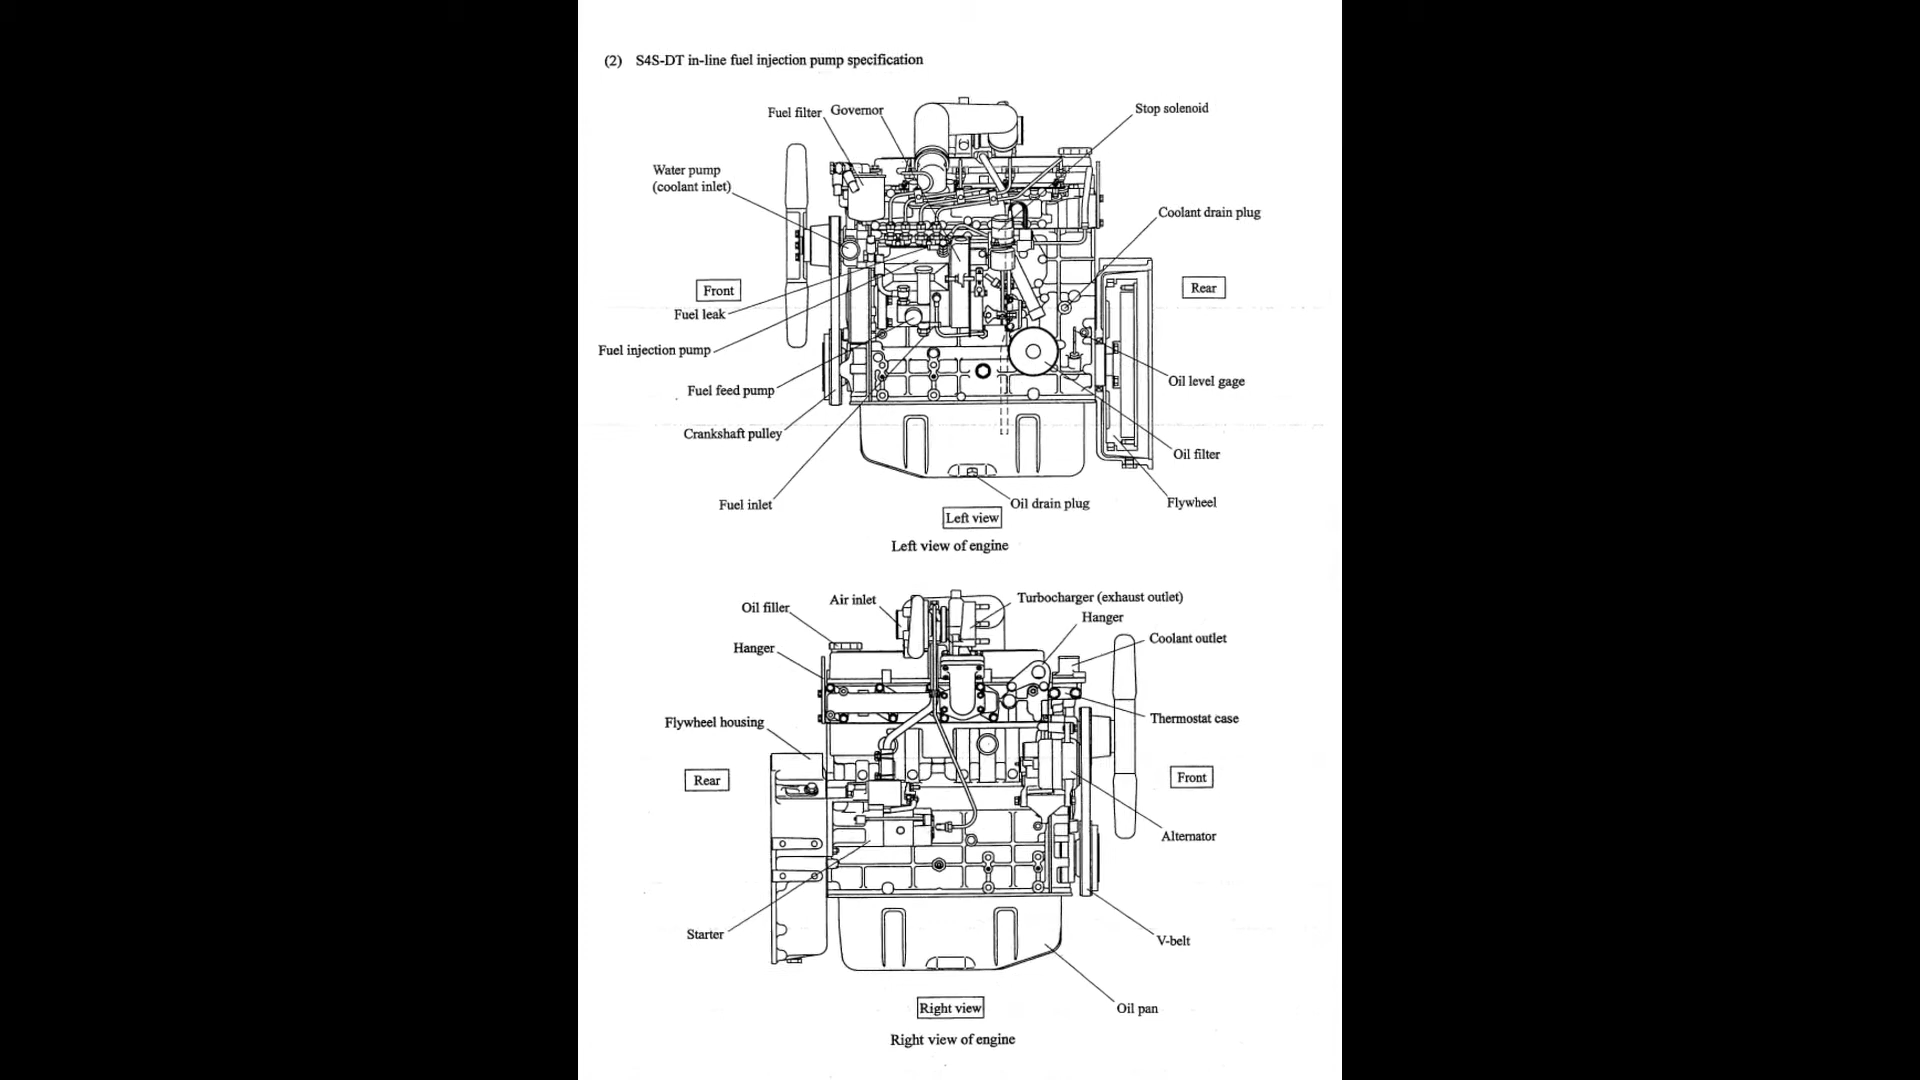 (2) S4S-DT in-line fuel injection pump specification
Fuel filter
Governor
Stop solenoid
Water pump
(coolant inlet)
Coolant drain plug
Front
Rear
Fuel leak
Fuel injection pump
Fuel feed pump
Oil level gage
Crankshaft pulley
Oil filter
Fuel inlet
Oil drain plug
Flywheel
Left view
Left view of engine
Oil filler
Air inlet
Turbocharger (exhaust outlet)
Hanger
Hanger
Coolant outlet
Flywheel housing
Thermostat case
Rear
Front
Alternator
Starter
V-belt
Right view
Oil pan
Right view of engine